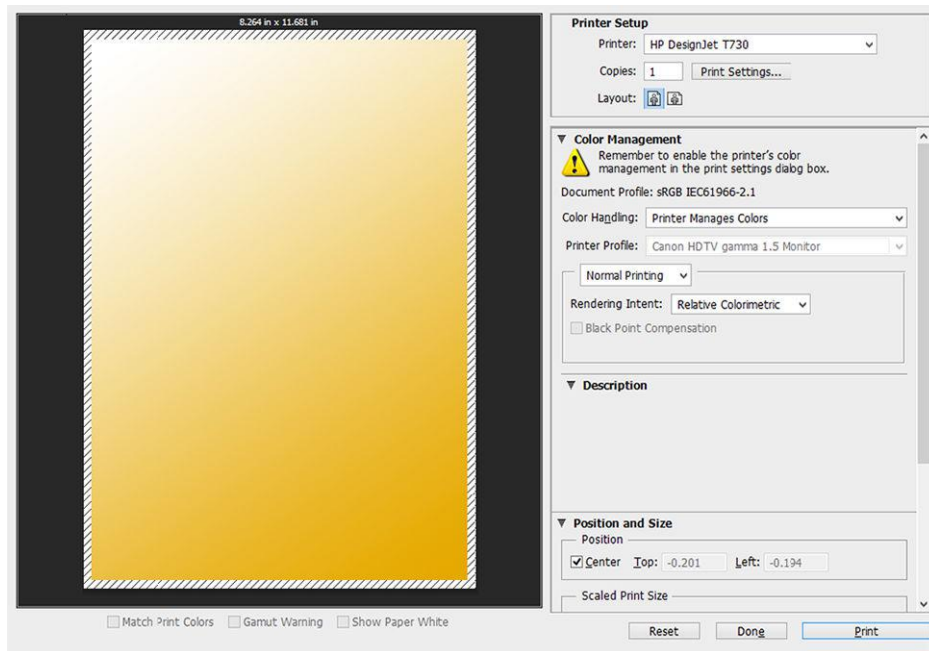 8.264 in x 11.681 in
Printer Setup
Printer: HP DesignJet T730
Copies: 1 Print Settings...
Layout:
Color Management
Remember to enable the printer's color
management in the print settings dialog box.
Document Profile: sRGB IEC61966-2.1
Color Handling: Printer Manages Colors
Printer Profile: Canon HDTV gamma 1.5 Monitor
Normal Printing
Rendering Intent: Relative Colorimetric
Black Point Compensation
Description
Position and Size
Position
Center Top: -0.201 Left: -0.194
Scaled Print Size
Match Print Colors Gamut Warning Show Paper White
Reset Done Print